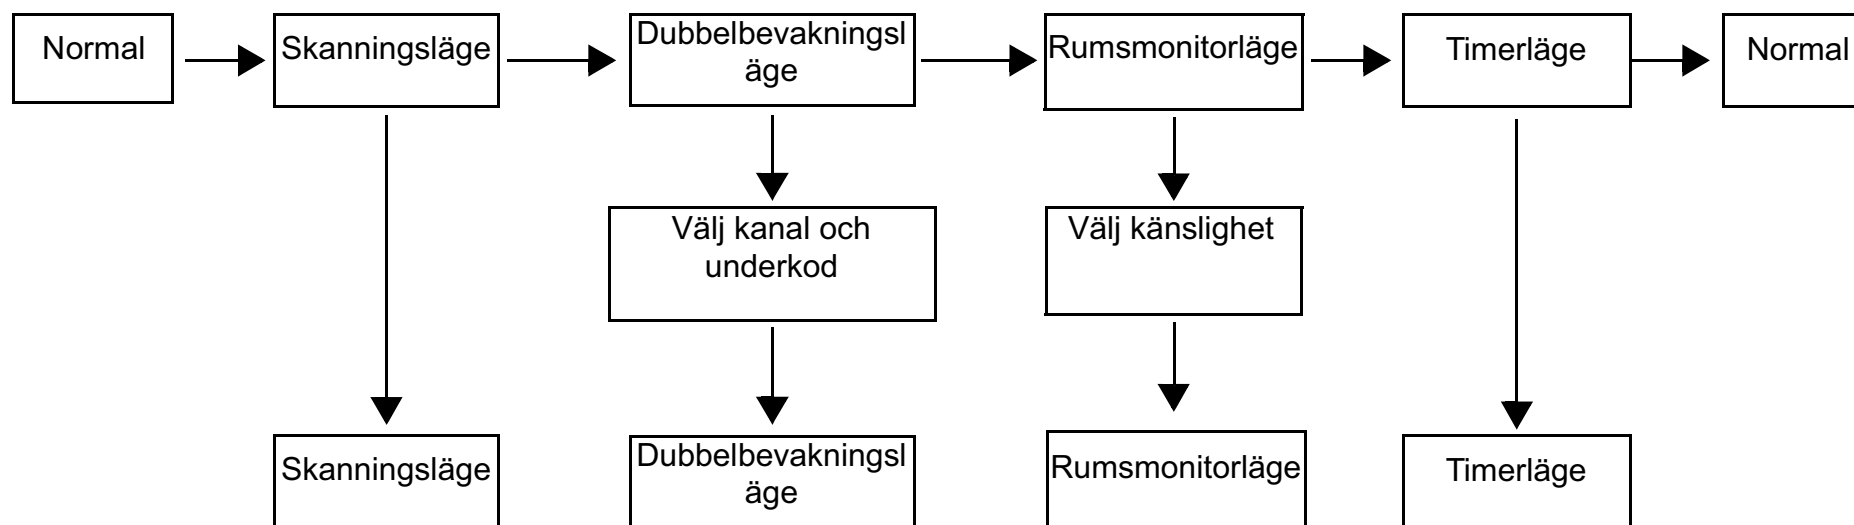 Normal
Skanningsläge
Dubbelbevakningsl
äge
Rumsmonitorläge
Timerläge
Normal
Välj kanal och
underkod
Välj känslighet
Skanningsläge
Dubbelbevakningsl
äge
Rumsmonitorläge
Timerläge